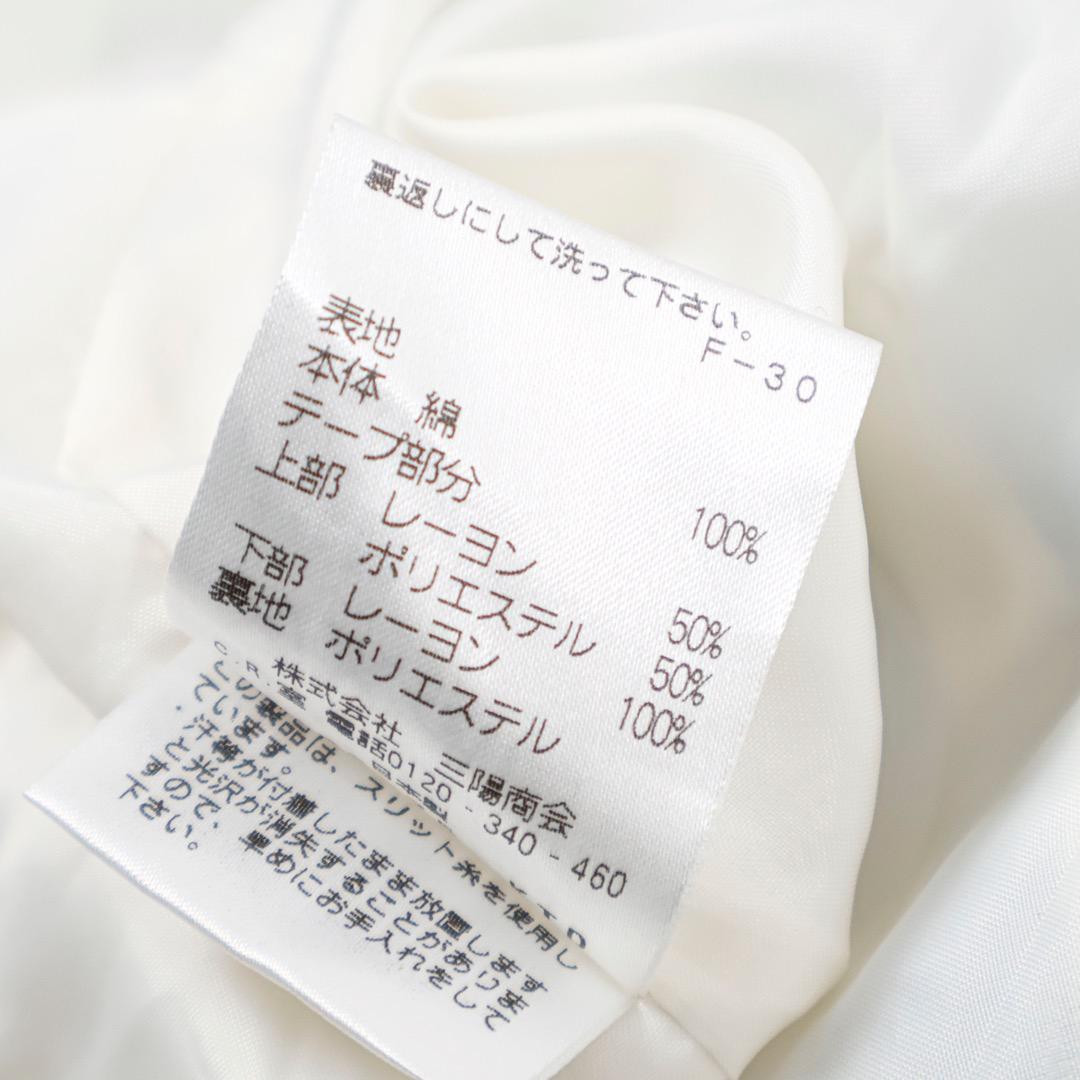 裏返しにして洗って下さい。
F-30
表地
本体 綿 100%
テープ部分
上部 レーヨン 50%
ポリエステル 50%
下部 レーヨン 100%
裏地 ポリエステル
株式会社 三陽商会
C.R.室 電話0120-340-460
日本製
この製品は、スリット糸を使用し
ています。
・汗等が付着したまま放置します
と光沢が消失することがありま
すので、早めにお手入れをして
下さい。